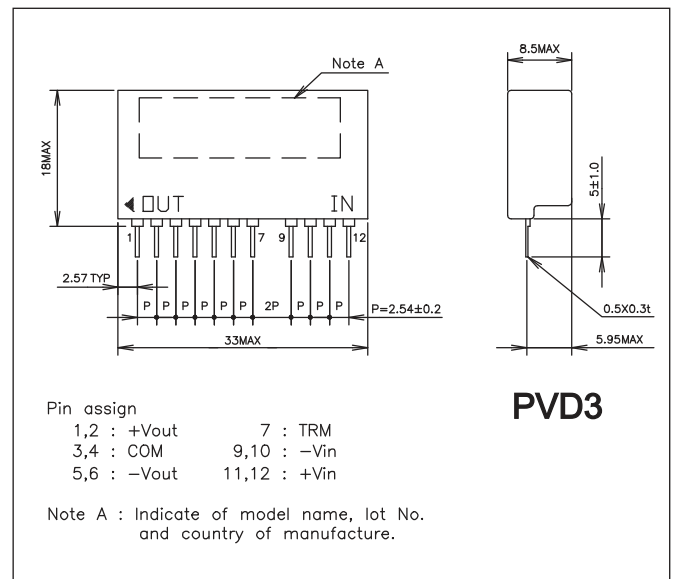 Note A
8.5MAX
18MAX
5±1.0
◀ OUT IN
1 7 9 12
2.57 TYP
P P P P P P 2P P P P
P=2.54±0.2
0.5X0.3t
33MAX
5.95MAX
PVD3
Pin assign
1,2 : +Vout 7 : TRM
3,4 : COM 9,10 : −Vin
5,6 : −Vout 11,12 : +Vin
Note A : Indicate of model name, lot No.
and country of manufacture.